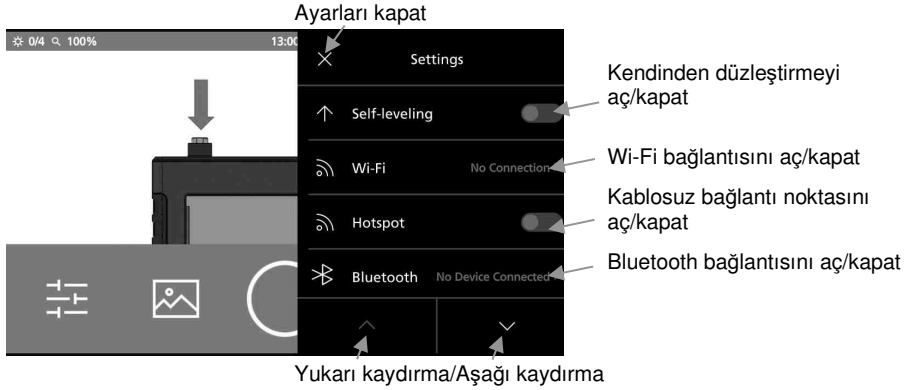 Ayarları kapat
0/4 100% 13:00
Settings
Kendinden düzleştirmeyi
aç/kapat
Self-leveling
Wi-Fi No Connection
Wi-Fi bağlantısını aç/kapat
Kablosuz bağlantı noktasını
aç/kapat
Hotspot
Bluetooth No Device Connected
Bluetooth bağlantısını aç/kapat
Yukarı kaydırma/Aşağı kaydırma